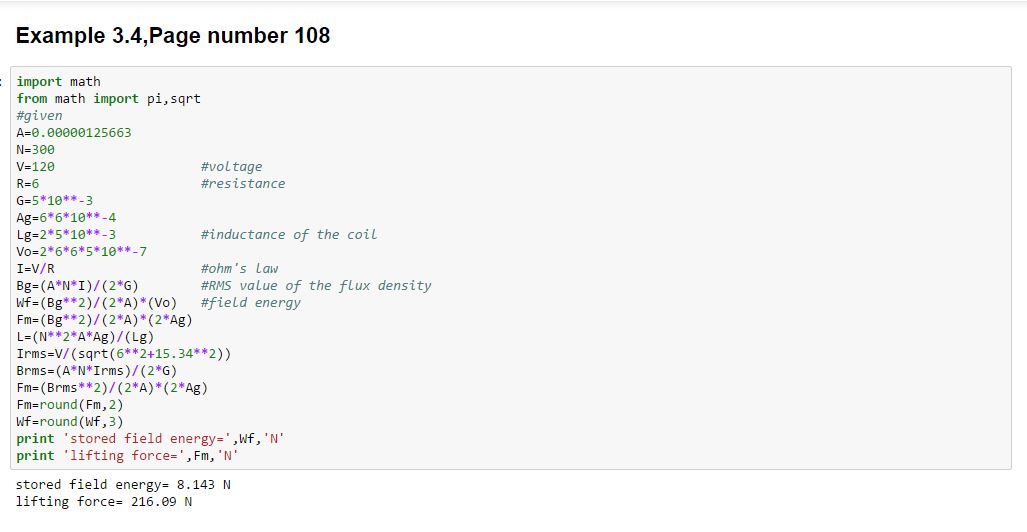 Example 3.4,Page number 108
import math
from math import pi,sqrt
#given
A=0.00000125663
N=300
V=120 #voltage
R=6 #resistance
G=5*10**-3
Ag=6*6*10**-4
Lg=2*5*10**-3 #inductance of the coil
Vo=2*6*6*5*10**-7
I=V/R #ohm's law
Bg=(A*N*I)/(2*G) #RMS value of the flux density
Wf=(Bg**2)/(2*A)*(Vo) #field energy
Fm=(Bg**2)/(2*A)*(2*Ag)
L=(N**2*A*Ag)/(Lg)
Irms=V/(sqrt(6**2+15.34**2))
Brms=(A*N*Irms)/(2*G)
Fm=(Brms**2)/(2*A)*(2*Ag)
Fm=round(Fm,2)
Wf=round(Wf,3)
print 'stored field energy=',Wf,'N'
print 'lifting force=',Fm,'N'
stored field energy= 8.143 N
lifting force= 216.09 N